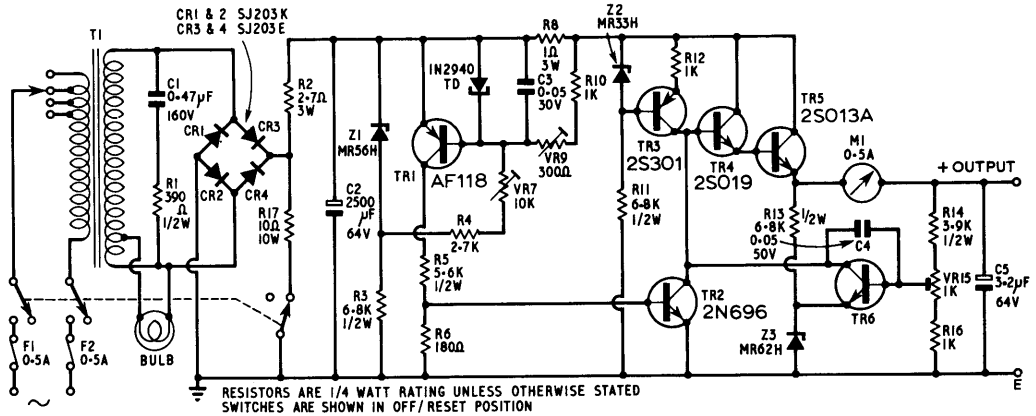 CR1 & 2 SJ203K
CR3 & 4 SJ203E
T1
C1
0.47µF
160V
CR1
CR3
CR2
CR4
R1
390
Ω
1/2W
R17
10Ω
10W
R2
2.7Ω
3W
C2
2500
µF
64V
Z1
MR56H
R3
6.8K
1/2W
1N2940
TD
TR1
AF118
R4
2.7K
R5
5.6K
1/2W
R6
180Ω
R8
1Ω
3W
C3
0.05
30V
R10
1K
VR9
300Ω
VR7
10K
Z2
MR33H
R12
1K
TR3
2S301
TR4
2S019
TR5
2S013A
R11
6.8K
1/2W
TR2
2N696
M1
0.5A
+ OUTPUT
R13
6.8K
1/2W
0.05
50V
C4
TR6
Z3
MR62H
R14
3.9K
1/2W
VR15
1K
R16
1K
C5
3.2µF
64V
E
F1
0.5A
F2
0.5A
BULB
RESISTORS ARE 1/4 WATT RATING UNLESS OTHERWISE STATED
SWITCHES ARE SHOWN IN OFF/RESET POSITION